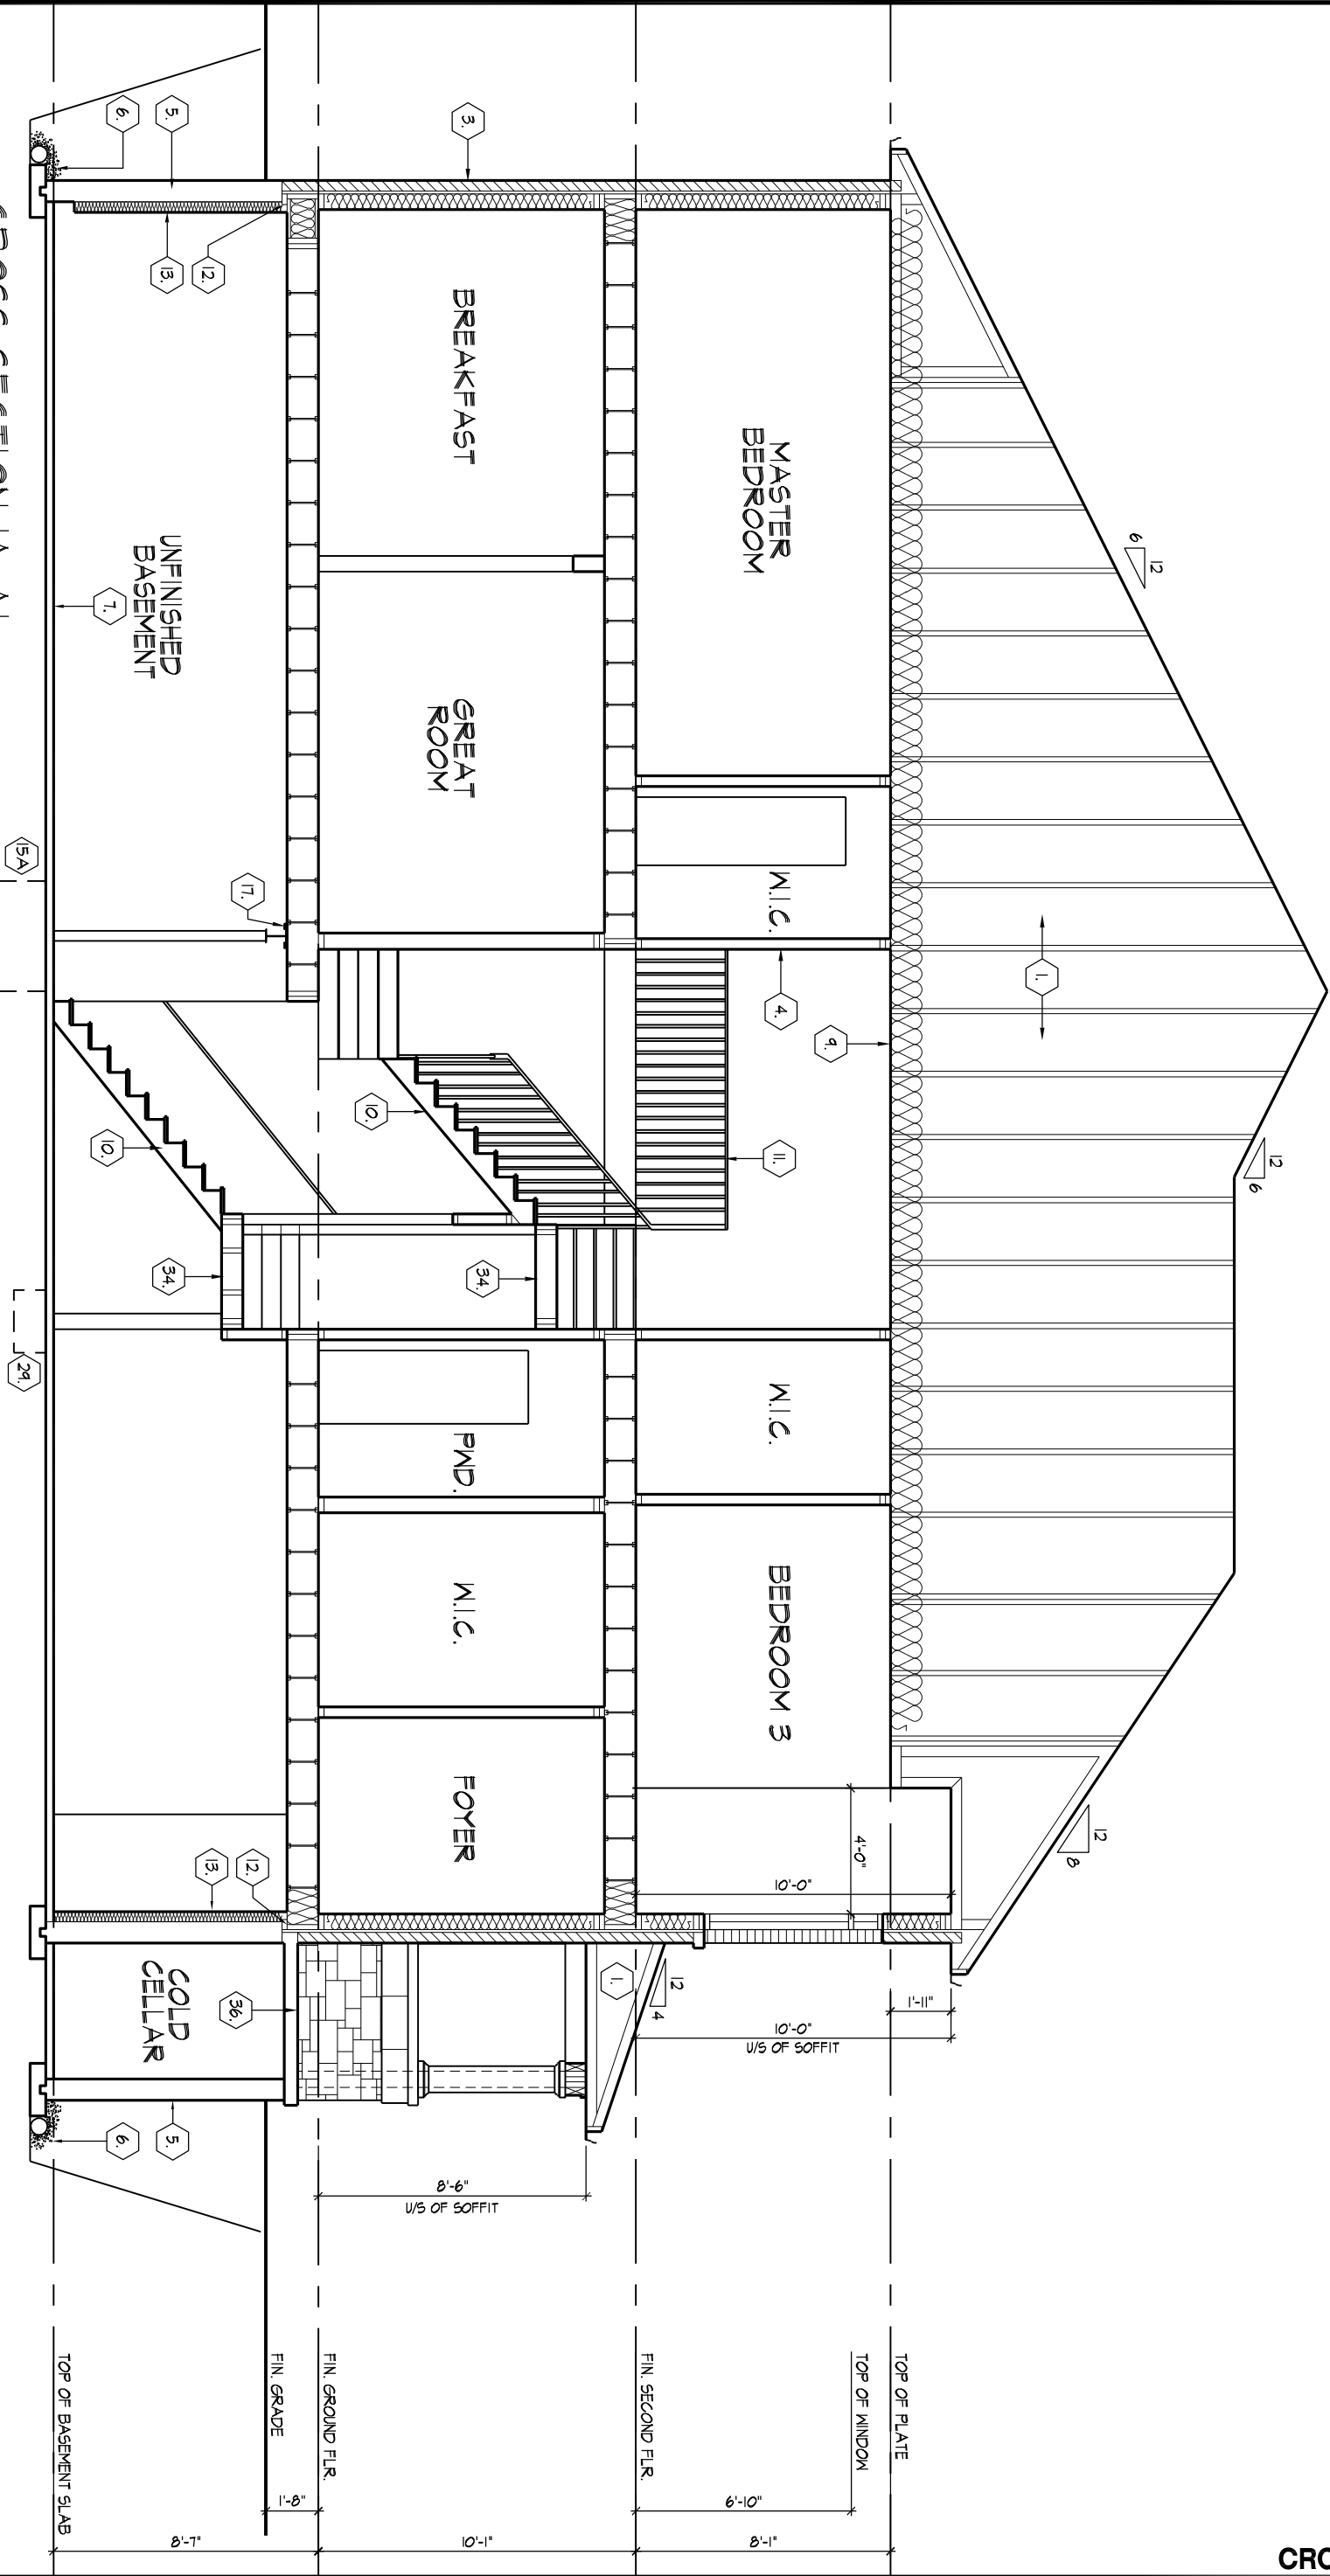 12
6
12
6
12
8
1.
MASTER
BEDROOM
W.I.C.
4.
9.
11.
W.I.C.
BEDROOM 3
4'-0"
10'-0"
1'-11"
10'-0"
U/S OF SOFFIT
12
4
1.
3.
BREAKFAST
GREAT
ROOM
10.
34.
PWD.
W.I.C.
FOYER
8'-6"
U/S OF SOFFIT
5.
6.
12.
13.
UNFINISHED
BASEMENT
7.
17.
15A
10.
34.
29.
12.
13.
COLD
CELLAR
36.
5.
6.
TOP OF PLATE
TOP OF WINDOW
FIN. SECOND FLR.
FIN. GROUND FLR.
FIN. GRADE
TOP OF BASEMENT SLAB
6'-10"
8'-1"
10'-1"
1'-8"
8'-7"
CROSS SECTION 'A-A'
CRO